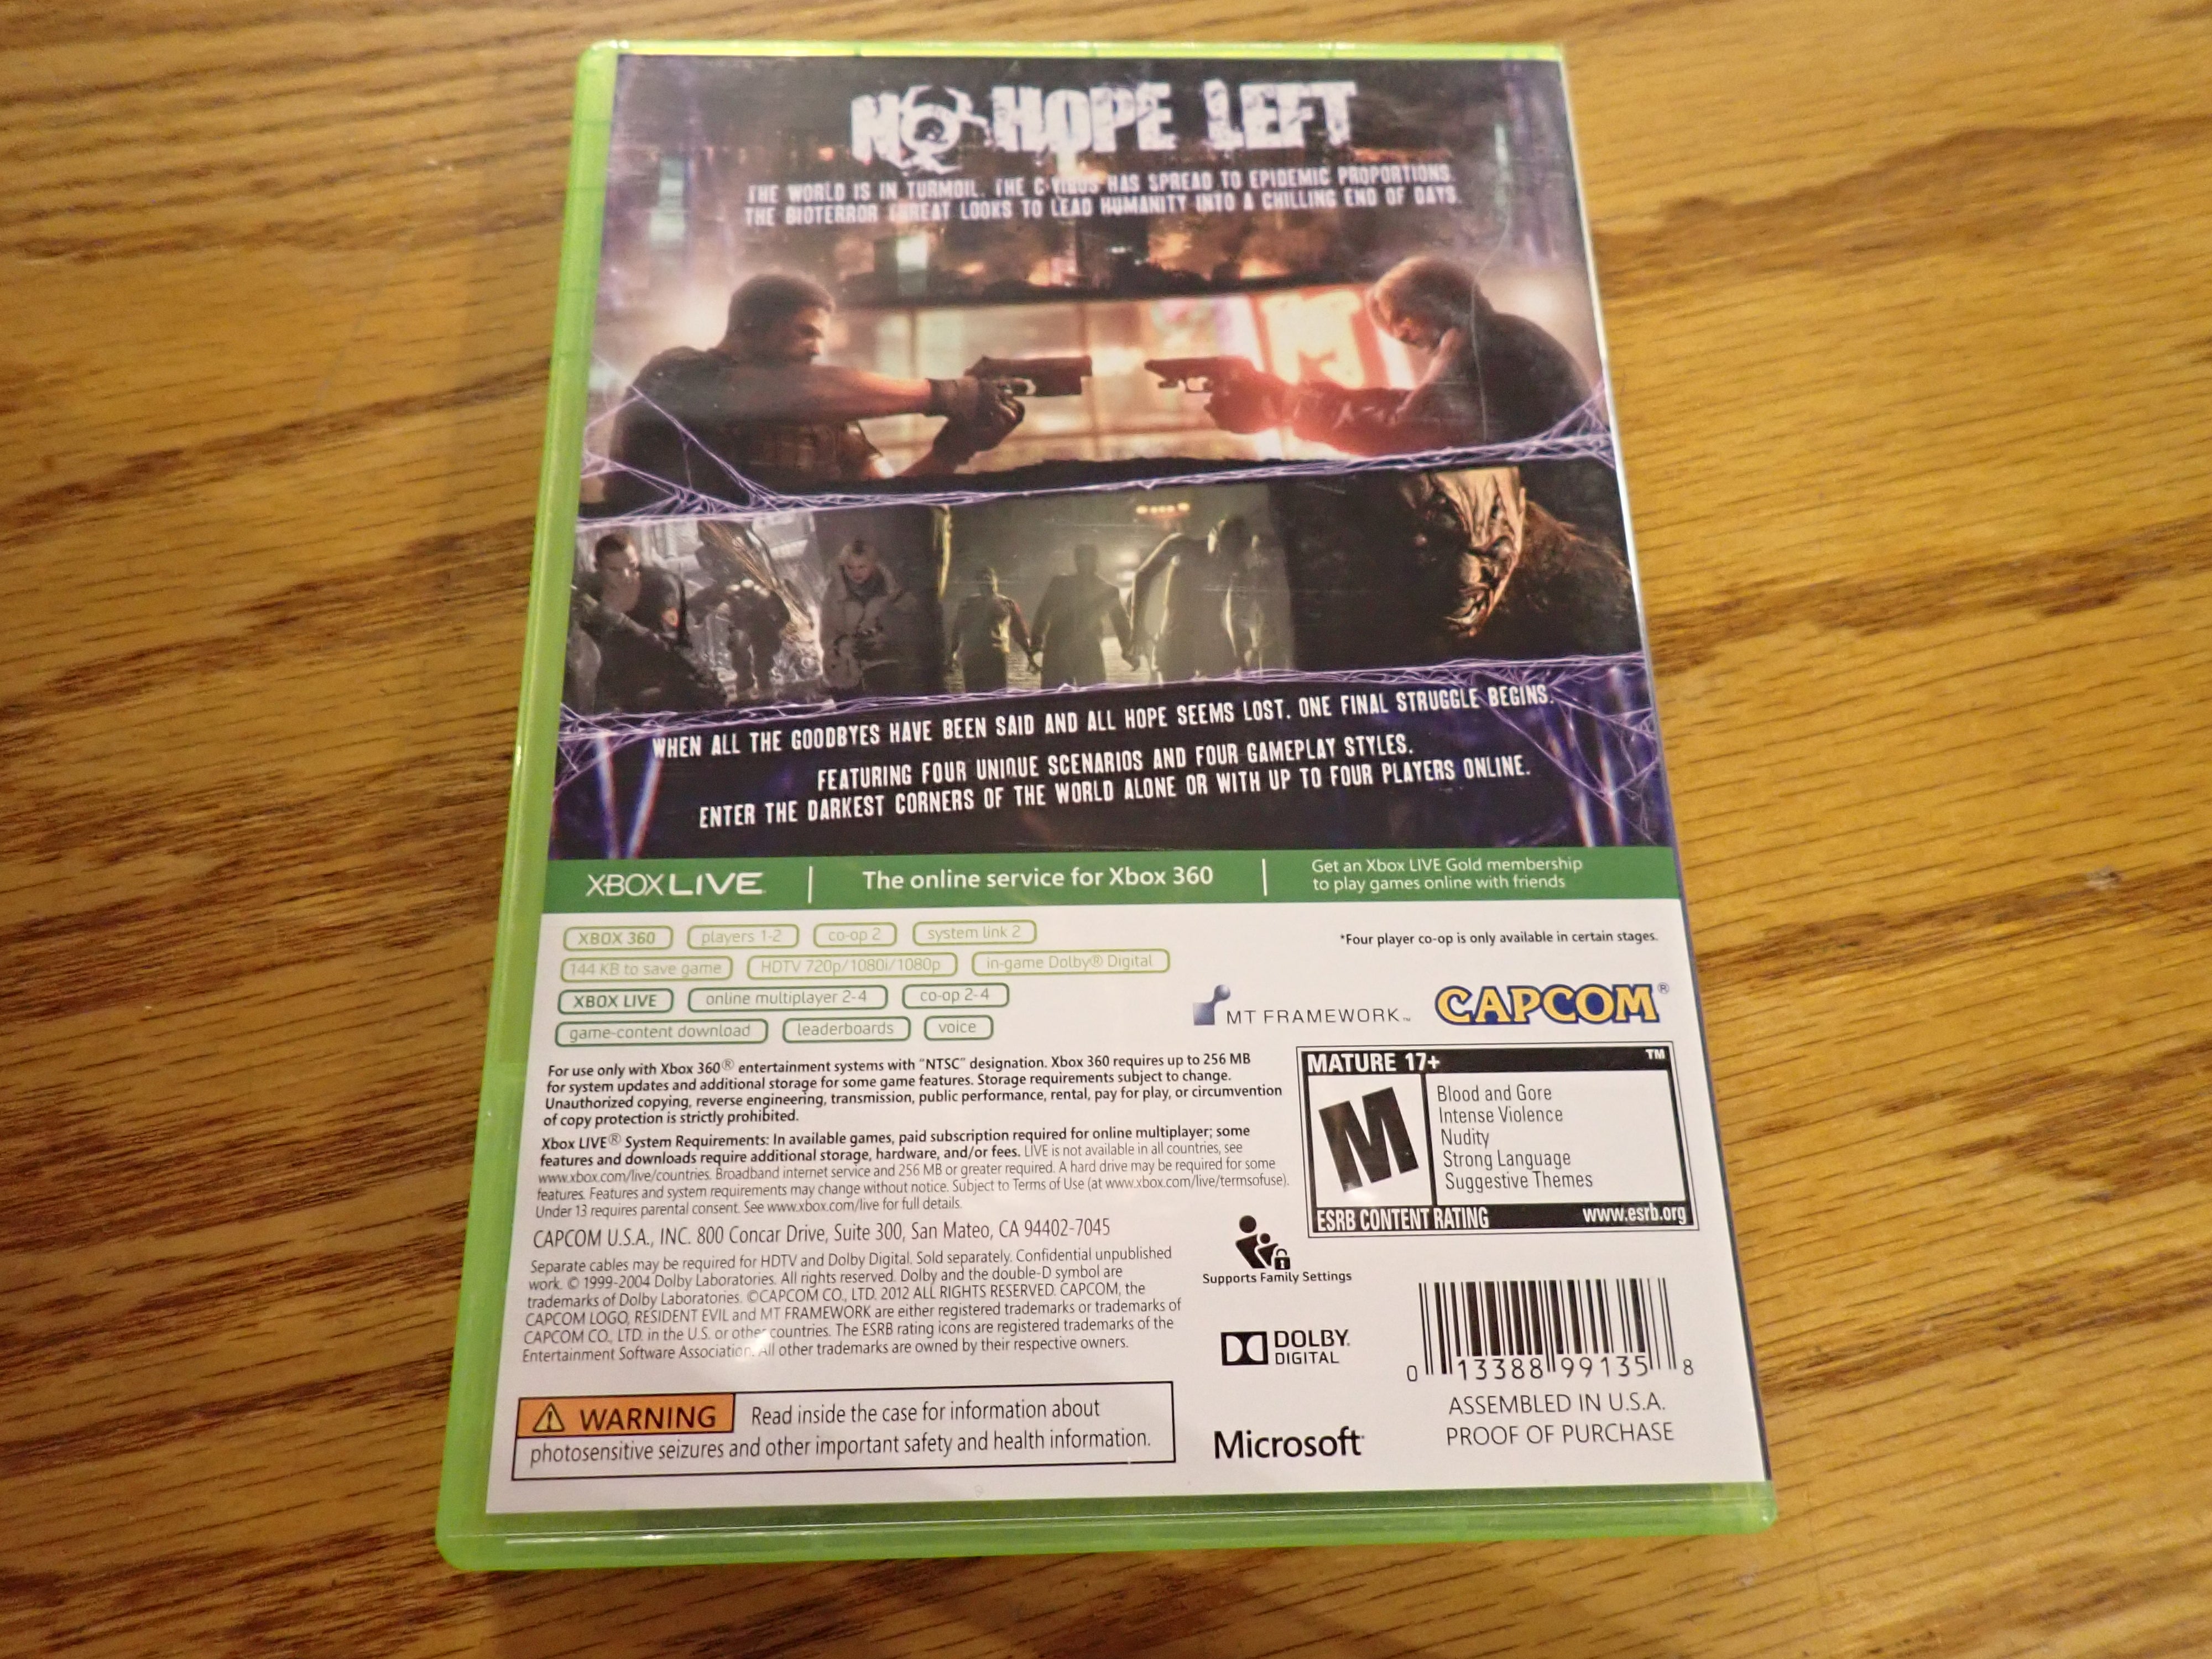 NO HOPE LEFT
THE WORLD IS IN TURMOIL. THE C-VIRUS HAS SPREAD TO EPIDEMIC PROPORTIONS.
THE BIOTERROR THREAT LOOKS TO LEAD HUMANITY INTO A CHILLING END OF DAYS.
WHEN ALL THE GOODBYES HAVE BEEN SAID AND ALL HOPE SEEMS LOST. ONE FINAL STRUGGLE BEGINS.
FEATURING FOUR UNIQUE SCENARIOS AND FOUR GAMEPLAY STYLES.
ENTER THE DARKEST CORNERS OF THE WORLD ALONE OR WITH UP TO FOUR PLAYERS ONLINE.
XBOX LIVE
The online service for Xbox 360
Get an Xbox LIVE Gold membership
to play games online with friends
XBOX 360 players 1-2 co-op 2 system link 2
144 KB to save game HDTV 720p/1080i/1080p in-game Dolby® Digital
XBOX LIVE online multiplayer 2-4 co-op 2-4
game-content download leaderboards voice
*Four player co-op is only available in certain stages.
MT FRAMEWORK™
CAPCOM®
For use only with Xbox 360® entertainment systems with "NTSC" designation. Xbox 360 requires up to 256 MB
for system updates and additional storage for some game features. Storage requirements subject to change.
Unauthorized copying, reverse engineering, transmission, public performance, rental, pay for play, or circumvention
of copy protection is strictly prohibited.
Xbox LIVE® System Requirements: In available games, paid subscription required for online multiplayer; some
features and downloads require additional storage, hardware, and/or fees. LIVE is not available in all countries, see
www.xbox.com/live/countries. Broadband internet service and 256 MB or greater required. A hard drive may be required for some
features. Features and system requirements may change without notice. Subject to Terms of Use (at www.xbox.com/live/termsofuse).
Under 13 requires parental consent. See www.xbox.com/live for full details.
CAPCOM U.S.A., INC. 800 Concar Drive, Suite 300, San Mateo, CA 94402-7045
Separate cables may be required for HDTV and Dolby Digital. Sold separately. Confidential unpublished
work. © 1999-2004 Dolby Laboratories. All rights reserved. Dolby and the double-D symbol are
trademarks of Dolby Laboratories. ©CAPCOM CO., LTD. 2012 ALL RIGHTS RESERVED. CAPCOM, the
CAPCOM LOGO, RESIDENT EVIL and MT FRAMEWORK are either registered trademarks or trademarks of
CAPCOM CO., LTD. in the U.S. or other countries. The ESRB rating icons are registered trademarks of the
Entertainment Software Association. All other trademarks are owned by their respective owners.
WARNING Read inside the case for information about
photosensitive seizures and other important safety and health information.
MATURE 17+ ™
M
Blood and Gore
Intense Violence
Nudity
Strong Language
Suggestive Themes
ESRB CONTENT RATING www.esrb.org
Supports Family Settings
DOLBY
DIGITAL
Microsoft
0 13388 99135 8
ASSEMBLED IN U.S.A.
PROOF OF PURCHASE